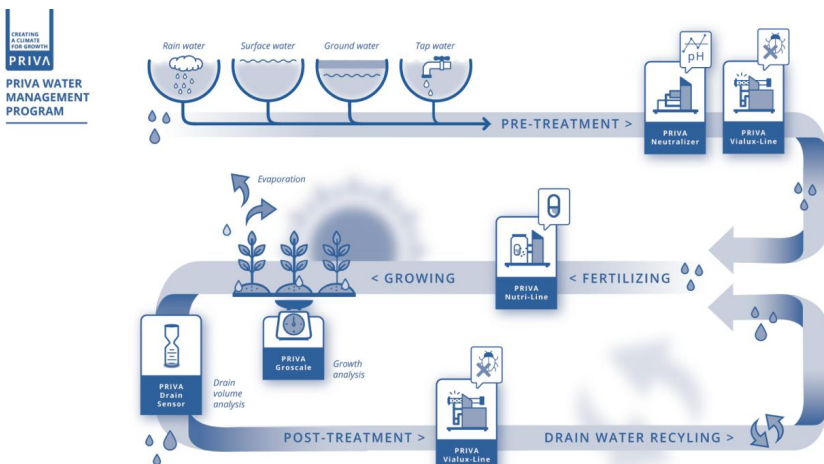 CREATING
A CLIMATE
FOR GROWTH
PRIVA
PRIVA WATER
MANAGEMENT
PROGRAM
Rain water
Surface water
Ground water
Tap water
PRE-TREATMENT >
pH
PRIVA
Neutralizer
PRIVA
Vialux-Line
Evaporation
< GROWING
PRIVA
Nutri-Line
< FERTILIZING
PRIVA
Groscale
Growth
analysis
PRIVA
Drain
Sensor
Drain
volume
analysis
POST-TREATMENT >
PRIVA
Vialux-Line
DRAIN WATER RECYLING >